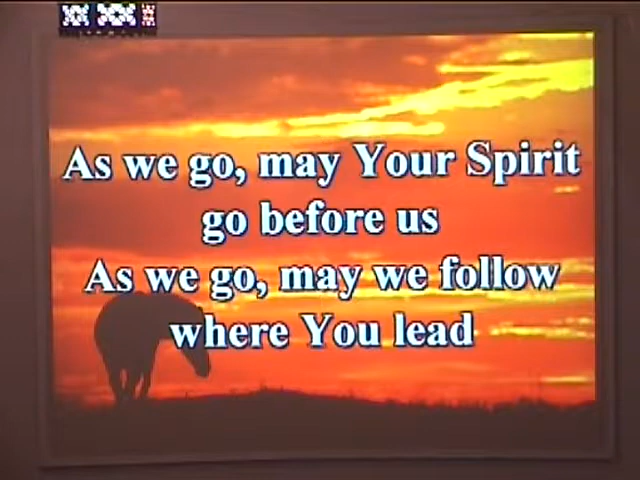 As we go, may Your Spirit
go before us
As we go, may we follow
where You lead